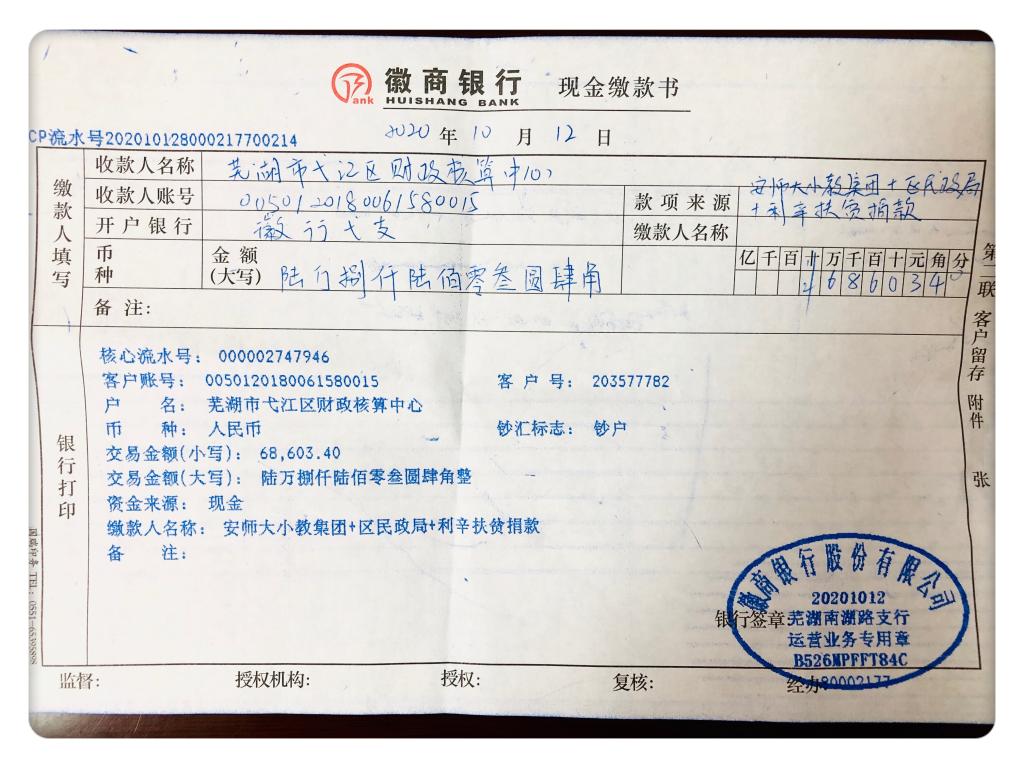 徽商银行 现金缴款书
Bank HUISHANG BANK
2020 年 10 月 12 日
CP流水号20201012800021770 0214
缴款人填写
收款人名称 芜湖市弋江区财政核算中心
收款人账号 0050120180061580015 款项来源 安师大小教集团+区民政局+利辛扶贫捐款
开户银行 徽行弋支 缴款人名称
币种 金额(大写) 陆万捌仟陆佰零叁圆肆角 亿千百十万千百十元角分
¥6860340
备 注:
第二联 客户留存 附件 张
银行打印
核心流水号: 000002747946
客户账号: 0050120180061580015 客 户 号: 203577782
户 名: 芜湖市弋江区财政核算中心
币 种: 人民币 钞汇标志: 钞户
交易金额(小写): 68,603.40
交易金额(大写): 陆万捌仟陆佰零叁圆肆角整
资金来源: 现金
缴款人名称: 安师大小教集团+区民政局+利辛扶贫捐款
备 注:
徽商银行股份有限公司
20201012
银行签章: 芜湖南湖路支行
运营业务专用章
B526MPFFT84C
监督: 授权机构: 授权: 复核: 经办: 80002177